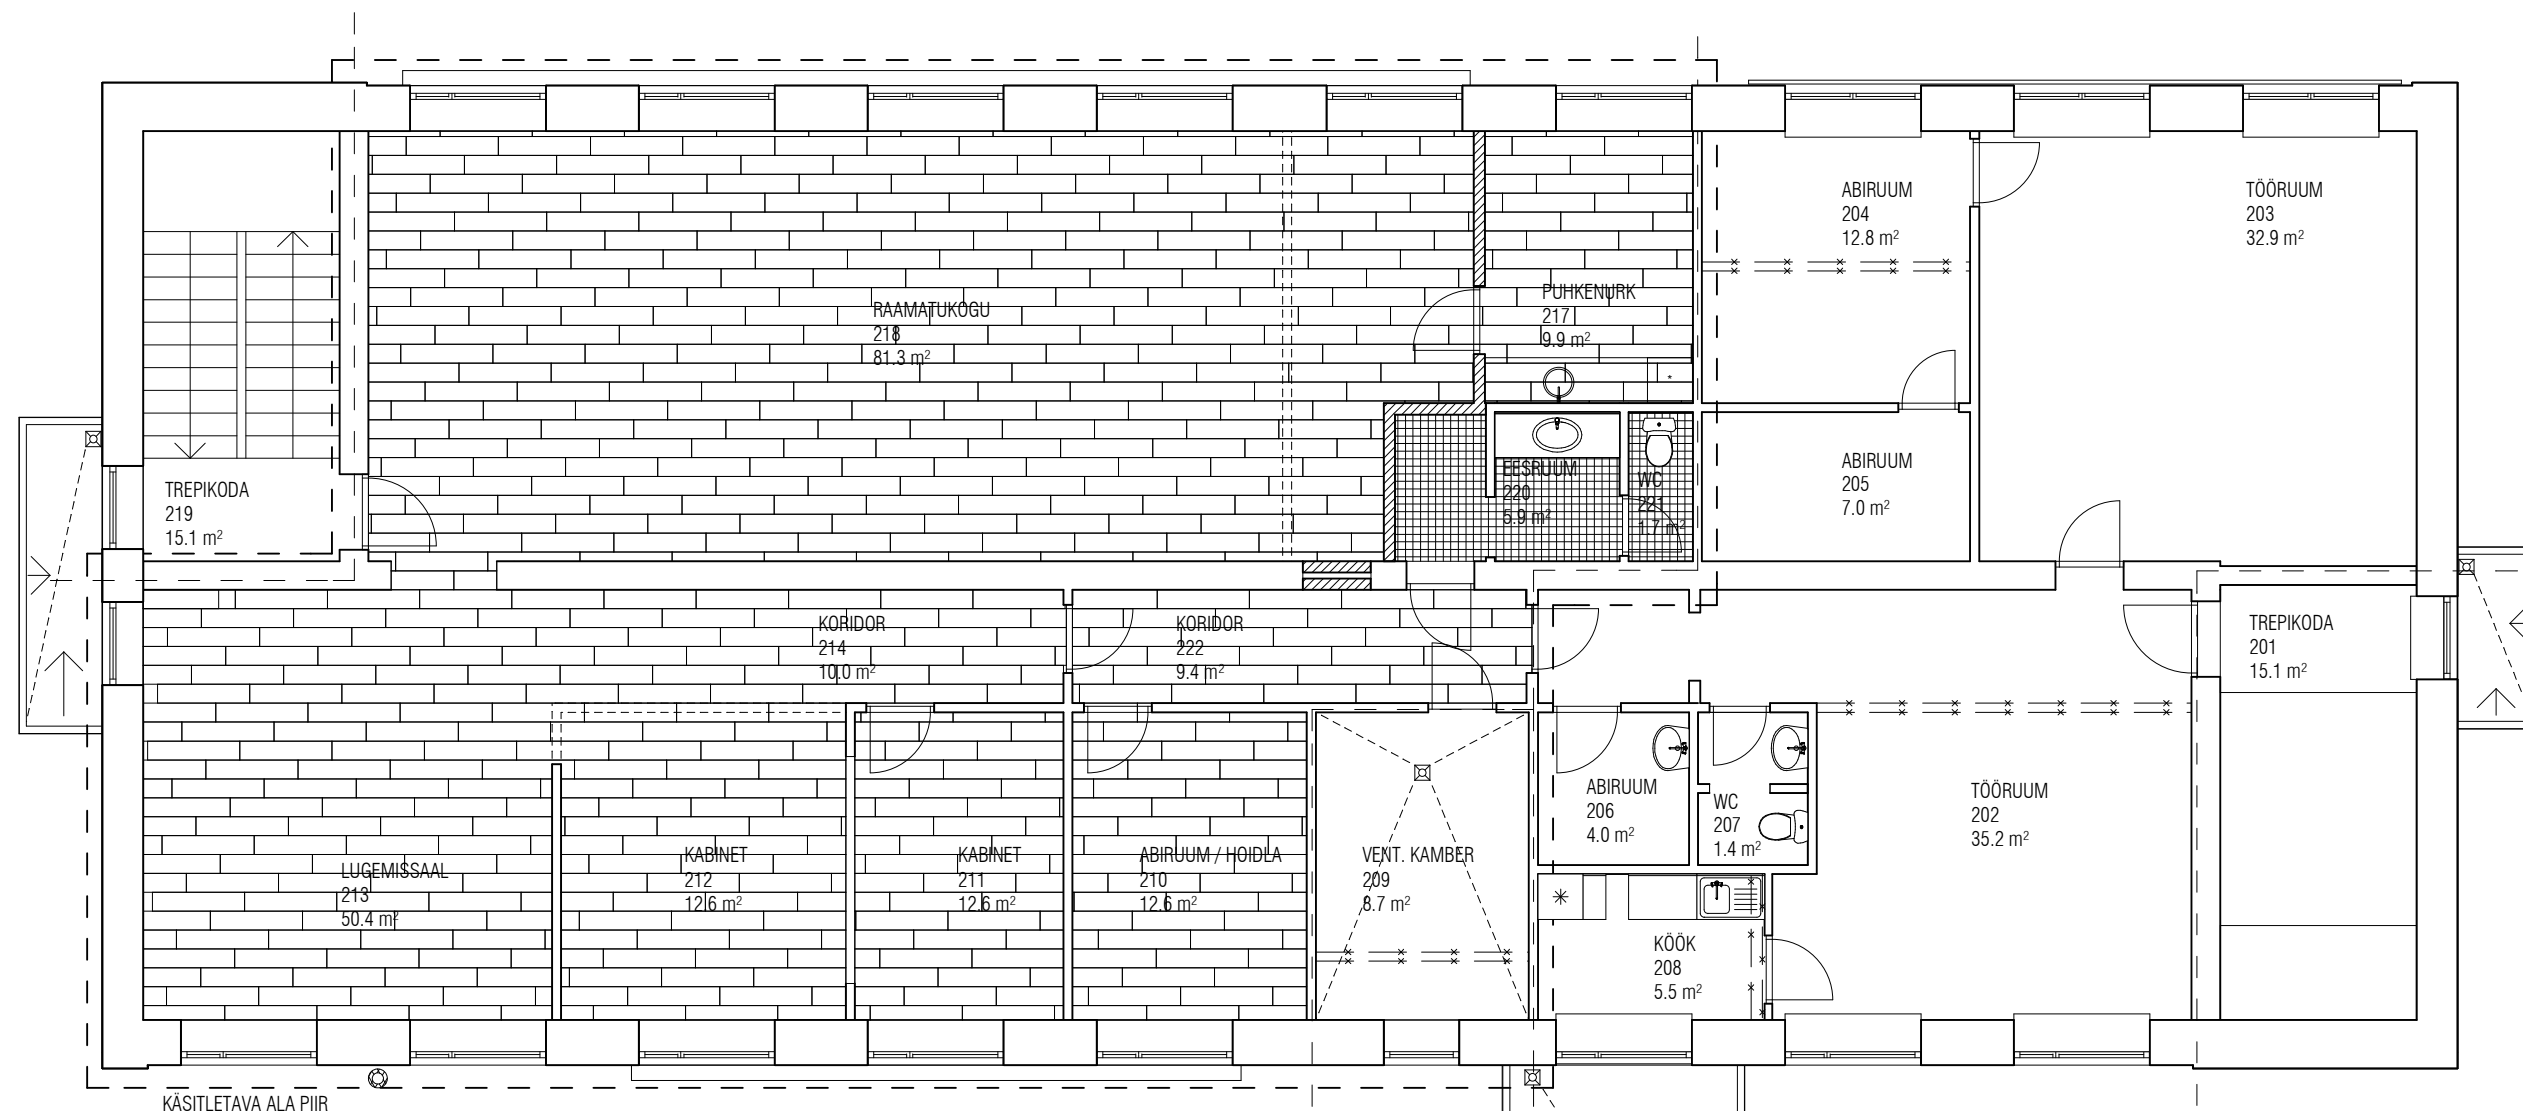 ABIRUUM
204
12.8 m²
TÖÖRUUM
203
32.9 m²
RAAMATUKOGU
218
81.3 m²
PUHKENURK
217
9.9 m²
TREPIKODA
219
15.1 m²
EESRUUM
220
5.9 m²
WC
221
1.7 m²
ABIRUUM
205
7.0 m²
KORIDOR
214
10.0 m²
KORIDOR
222
9.4 m²
TREPIKODA
201
15.1 m²
LUGEMISSAAL
213
50.4 m²
KABINET
212
12.6 m²
KABINET
211
12.6 m²
ABIRUUM / HOIDLA
210
12.6 m²
VENT. KAMBER
209
8.7 m²
ABIRUUM
206
4.0 m²
WC
207
1.4 m²
TÖÖRUUM
202
35.2 m²
KÖÖK
208
5.5 m²
KÄSITLETAVA ALA PIIR